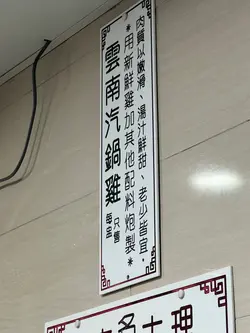 肉質以嫩滑、湯汁鮮甜、老少皆宜.
*用新鮮雞加其他配料炮製*
雲南汽鍋雞 只售
每壹